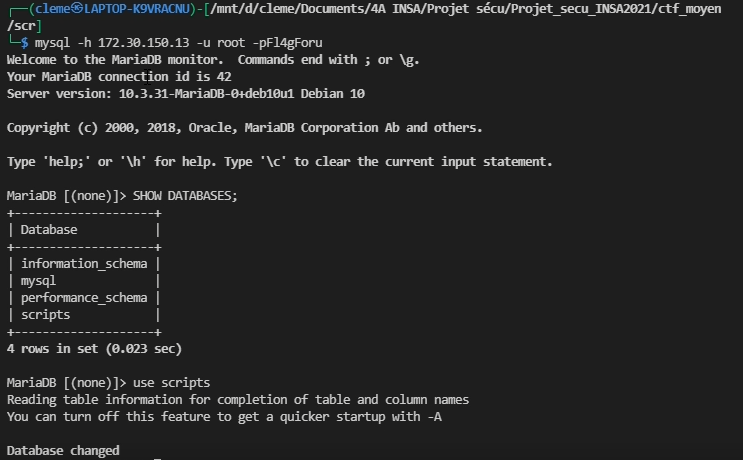 ┌──(cleme㉿LAPTOP-K9VRACNU)-[/mnt/d/cleme/Documents/4A INSA/Projet sécu/Projet_secu_INSA2021/ctf_moyen
/scr]
└─$ mysql -h 172.30.150.13 -u root -pFl4gForu
Welcome to the MariaDB monitor.  Commands end with ; or \g.
Your MariaDB connection id is 42
Server version: 10.3.31-MariaDB-0+deb10u1 Debian 10

Copyright (c) 2000, 2018, Oracle, MariaDB Corporation Ab and others.

Type 'help;' or '\h' for help. Type '\c' to clear the current input statement.

MariaDB [(none)]> SHOW DATABASES;
+--------------------+
| Database           |
+--------------------+
| information_schema |
| mysql              |
| performance_schema |
| scripts            |
+--------------------+
4 rows in set (0.023 sec)

MariaDB [(none)]> use scripts
Reading table information for completion of table and column names
You can turn off this feature to get a quicker startup with -A

Database changed